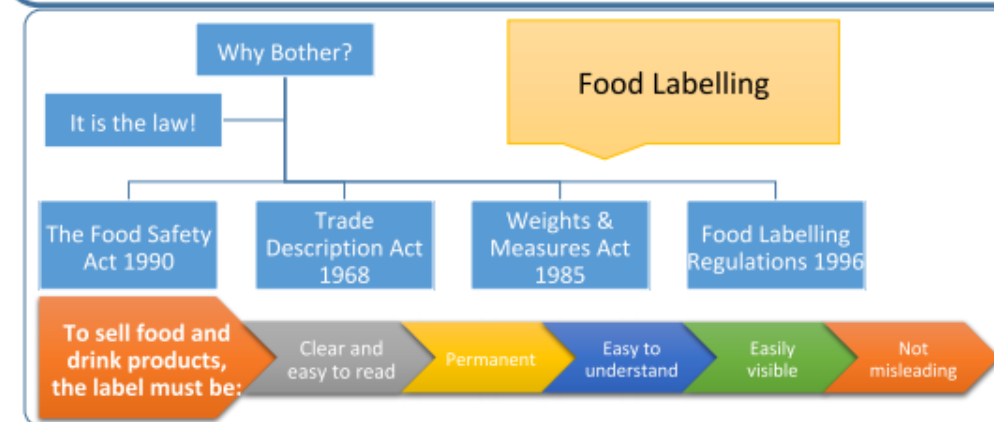 Why Bother?
Food Labelling
It is the law!
The Food Safety
Act 1990
Trade
Description Act
1968
Weights &
Measures Act
1985
Food Labelling
Regulations 1996
To sell food and
drink products,
the label must be:
Clear and
easy to read
Permanent
Easy to
understand
Easily
visible
Not
misleading